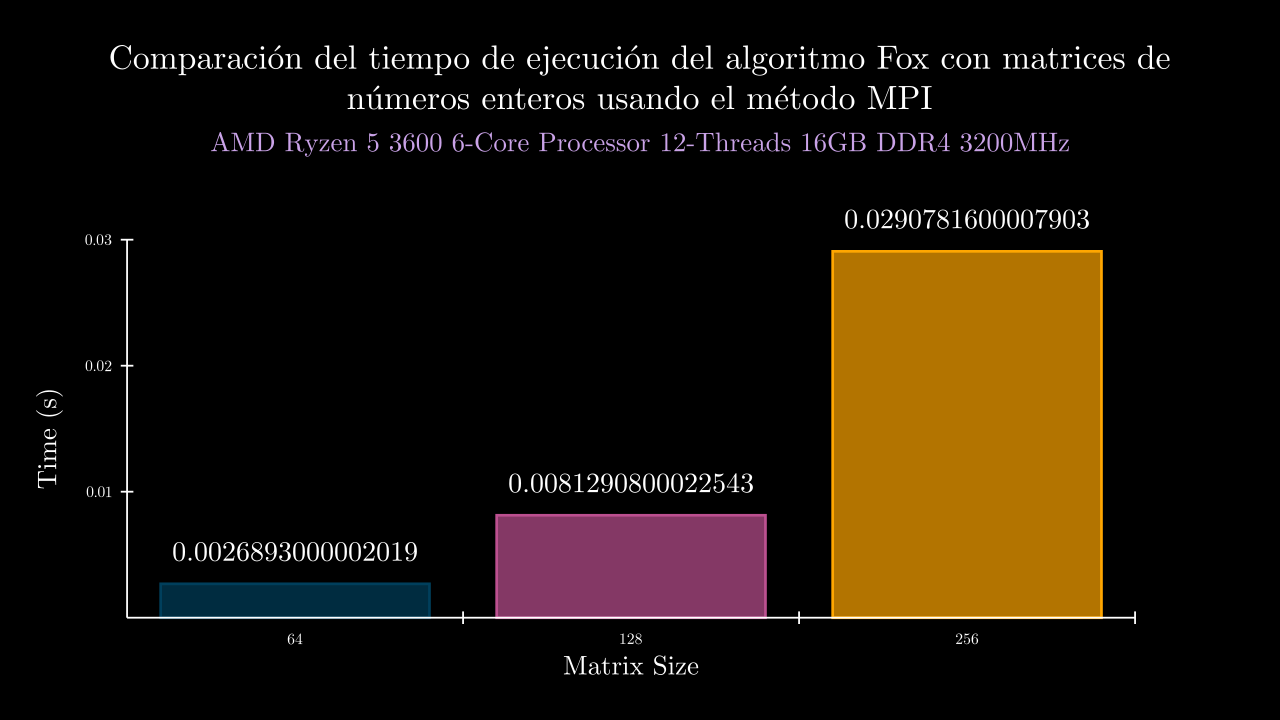 Comparación del tiempo de ejecución del algoritmo Fox con matrices de
números enteros usando el método MPI
AMD Ryzen 5 3600 6-Core Processor 12-Threads 16GB DDR4 3200MHz
0.0290781600007903
0.03
0.02
Time (s)
0.0081290800022543
0.01
0.0026893000002019
64
128
256
Matrix Size